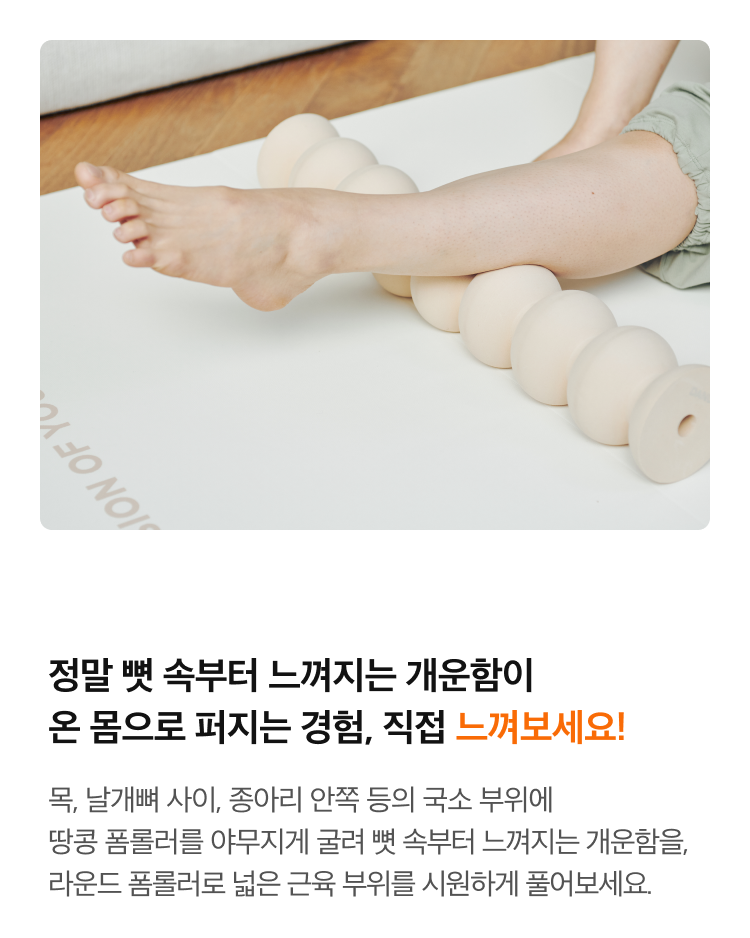 SION OF YOU
정말 뼛 속부터 느껴지는 개운함이
온 몸으로 퍼지는 경험, 직접 느껴보세요!
목, 날개뼈 사이, 종아리 안쪽 등의 국소 부위에
땅콩 폼롤러를 야무지게 굴려 뼛 속부터 느껴지는 개운함을,
라운드 폼롤러로 넓은 근육 부위를 시원하게 풀어보세요.